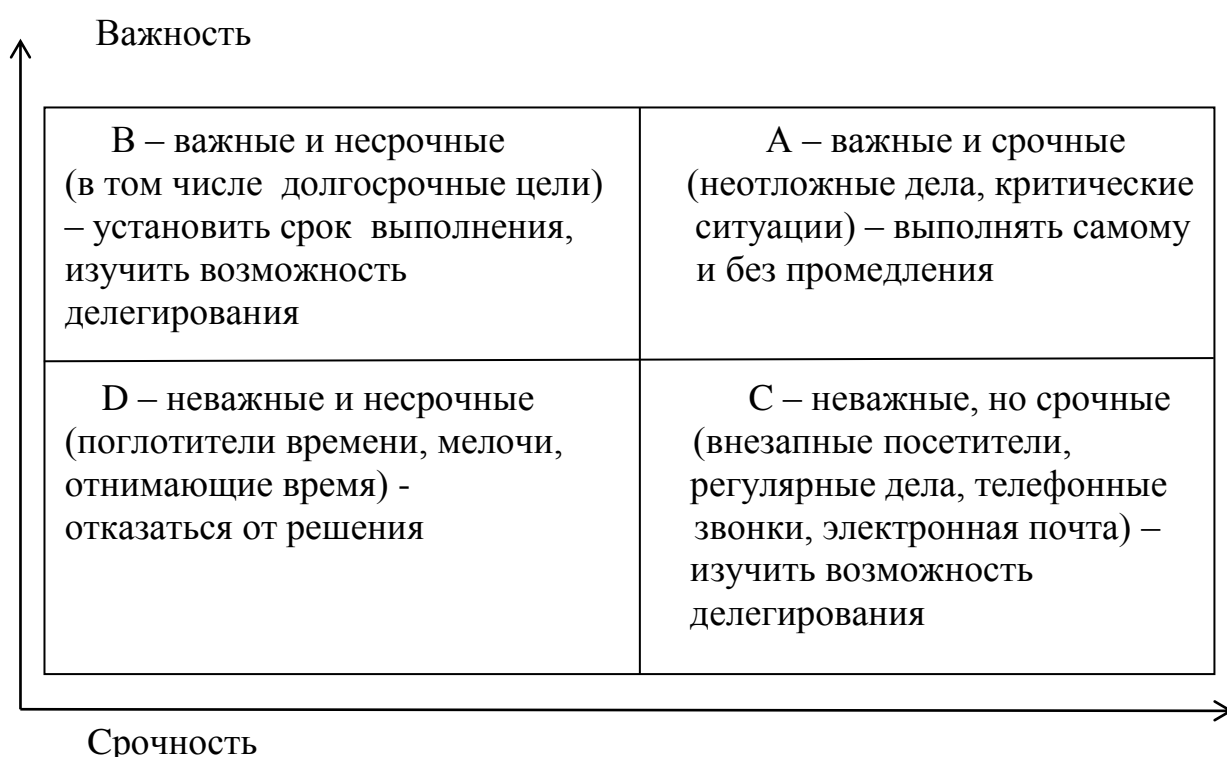 Важность
В – важные и несрочные
(в том числе долгосрочные цели)
– установить срок выполнения,
изучить возможность
делегирования
А – важные и срочные
(неотложные дела, критические
ситуации) – выполнять самому
и без промедления
D – неважные и несрочные
(поглотители времени, мелочи,
отнимающие время) -
отказаться от решения
С – неважные, но срочные
(внезапные посетители,
регулярные дела, телефонные
звонки, электронная почта) –
изучить возможность
делегирования
Срочность